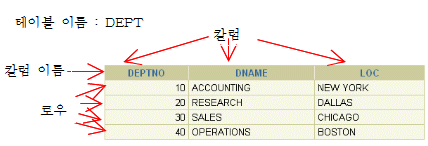 테이블 이름 : DEPT
칼럼
칼럼 이름
DEPTNO DNAME LOC
10 ACCOUNTING NEW YORK
20 RESEARCH DALLAS
로우
30 SALES CHICAGO
40 OPERATIONS BOSTON